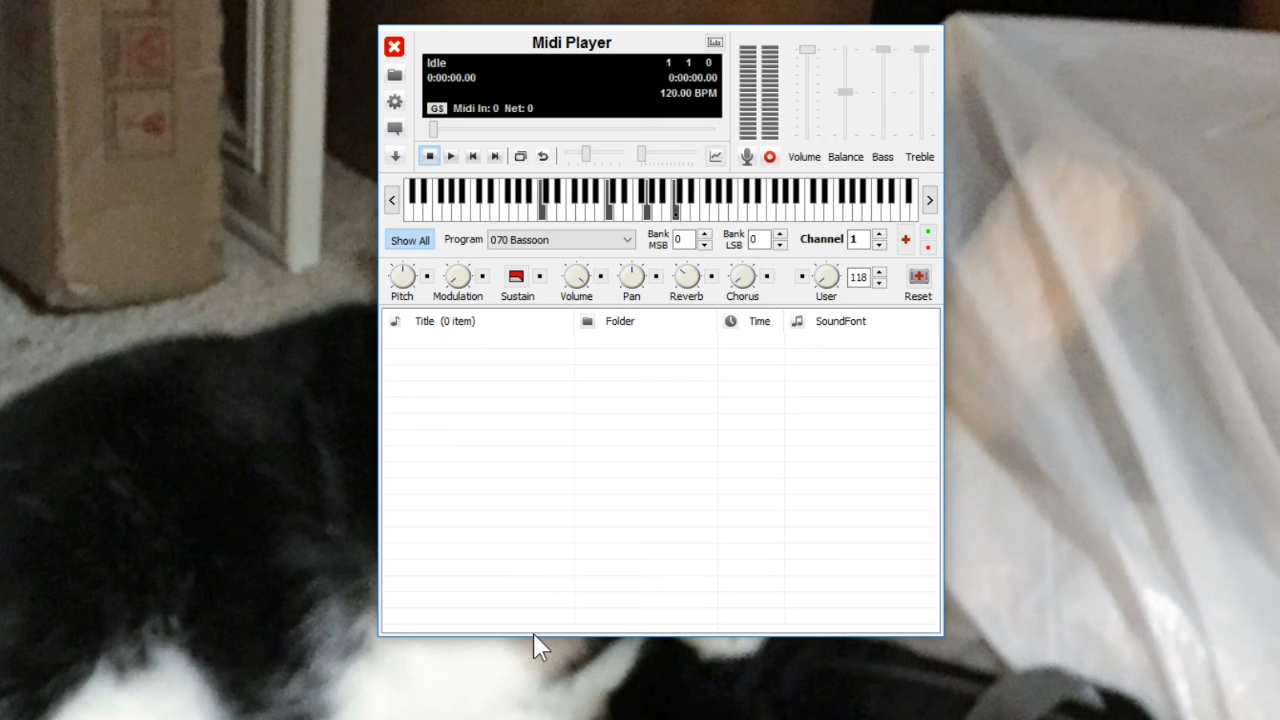 Midi Player
Idle 1 1 0
0:00:00.00 0:00:00.00
120.00 BPM
GS Midi In: 0 Net: 0
Volume Balance Bass Treble
Show All Program 070 Bassoon Bank MSB 0 Bank LSB 0 Channel 1
118
Pitch Modulation Sustain Volume Pan Reverb Chorus User Reset
Title (0 item) Folder Time SoundFont